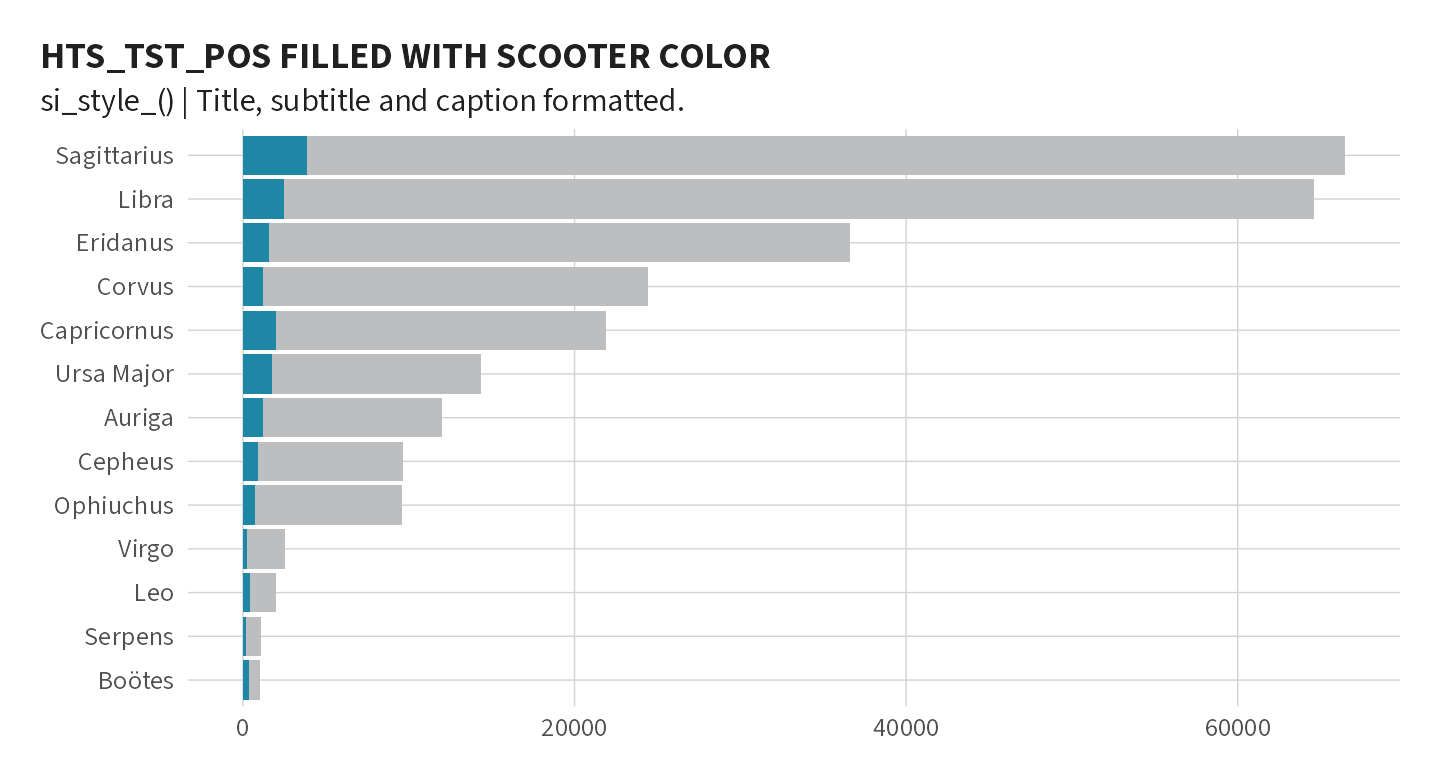 HTS_TST_POS FILLED WITH SCOOTER COLOR
si_style_() | Title, subtitle and caption formatted.
Sagittarius
Libra
Eridanus
Corvus
Capricornus
Ursa Major
Auriga
Cepheus
Ophiuchus
Virgo
Leo
Serpens
Boötes
0 20000 40000 60000